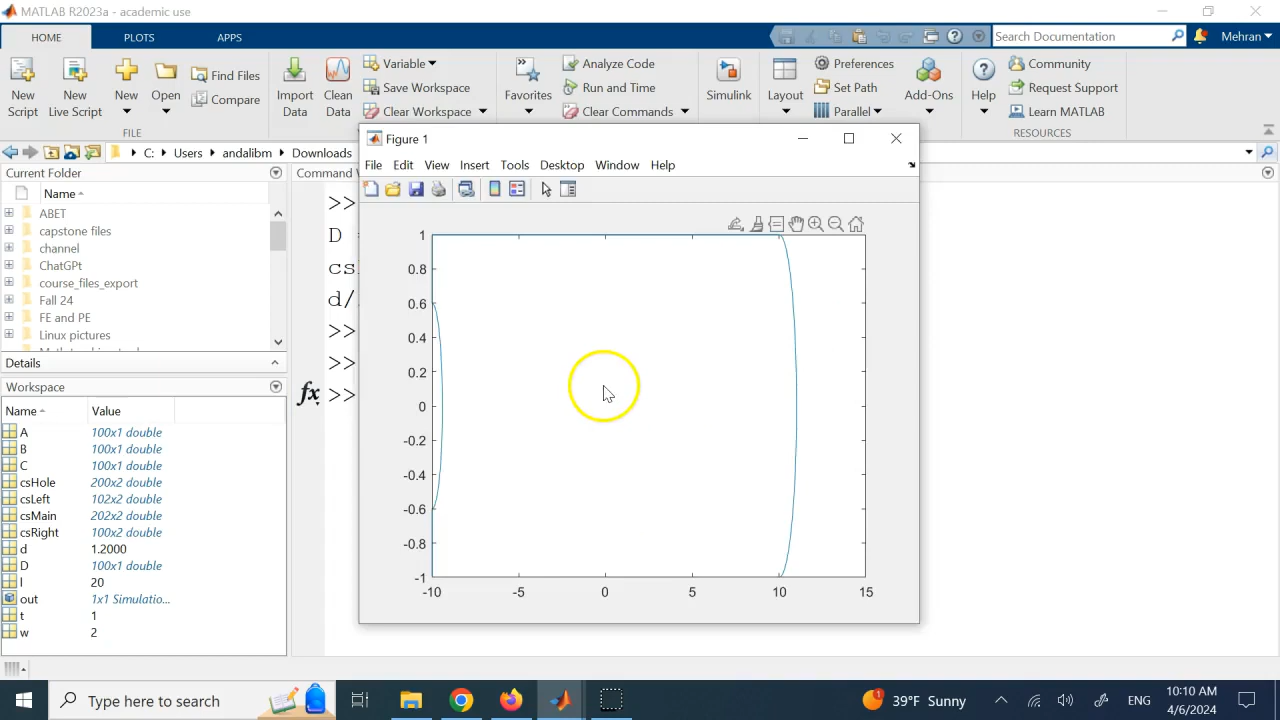 MATLAB R2023a - academic use
HOME PLOTS APPS
Search Documentation
Mehran
New Script
New Live Script
New
Open
Find Files
Compare
Import Data
Clean Data
Variable
Save Workspace
Clear Workspace
Favorites
Analyze Code
Run and Time
Clear Commands
Simulink
Layout
Preferences
Set Path
Parallel
Add-Ons
Help
Community
Request Support
Learn MATLAB
FILE
RESOURCES
C: Users andalibm Downloads
Current Folder
Name
ABET
capstone files
channel
ChatGPt
course_files_export
Fall 24
FE and PE
Linux pictures
Details
Workspace
Name Value
A 100x1 double
B 100x1 double
C 100x1 double
csHole 200x2 double
csLeft 102x2 double
csMain 202x2 double
csRight 100x2 double
d 1.2000
D 100x1 double
l 20
out 1x1 Simulatio...
t 1
w 2
Command
>>
D
cs
d/
>>
>>
fx >>
Figure 1
File Edit View Insert Tools Desktop Window Help
1
0.8
0.6
0.4
0.2
0
-0.2
-0.4
-0.6
-0.8
-1
-10 -5 0 5 10 15
Type here to search
39°F Sunny
ENG
10:10 AM
4/6/2024